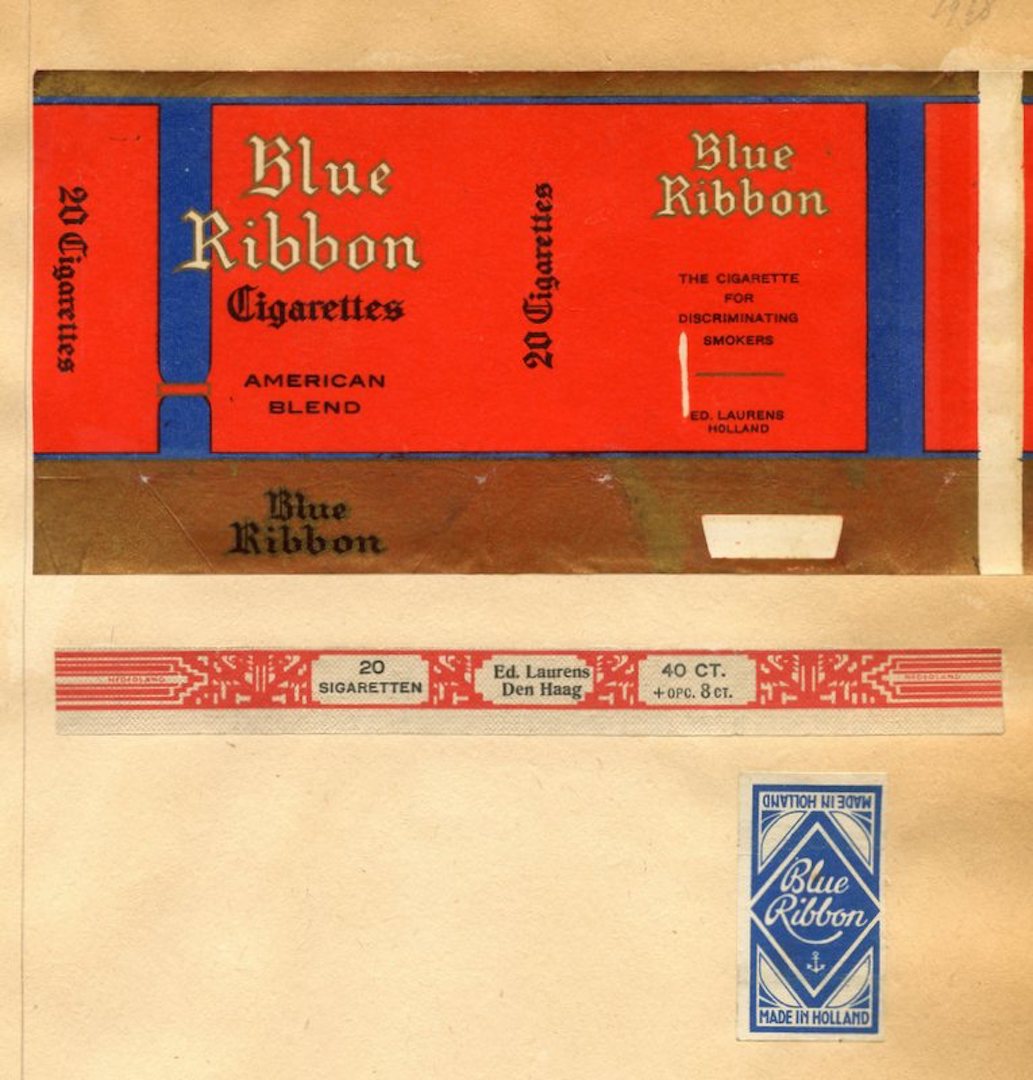 20 Cigarettes
Blue
Ribbon
Cigarettes
AMERICAN
BLEND
20 Cigarettes
Blue
Ribbon
THE CIGARETTE
FOR
DISCRIMINATING
SMOKERS
ED. LAURENS
HOLLAND
Blue
Ribbon
NEDERLAND
20
SIGARETTEN
Ed. Laurens
Den Haag
40 CT.
+ OPC. 8 CT.
NEDERLAND
MADE IN HOLLAND
Blue
Ribbon
MADE IN HOLLAND